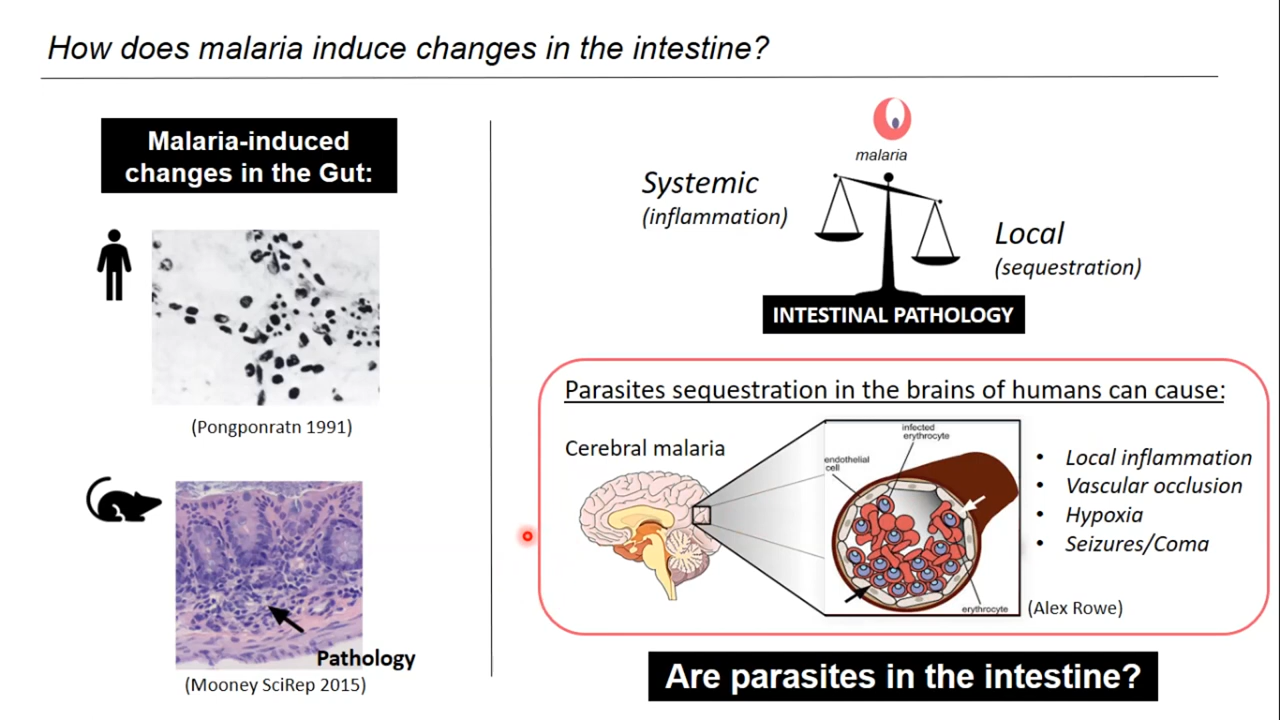 How does malaria induce changes in the intestine?
Malaria-induced
changes in the Gut:
(Pongponratn 1991)
Pathology
(Mooney SciRep 2015)
malaria
Systemic
(inflammation)
Local
(sequestration)
INTESTINAL PATHOLOGY
Parasites sequestration in the brains of humans can cause:
Cerebral malaria
infected
erythrocyte
endothelial
cell
erythrocyte
• Local inflammation
• Vascular occlusion
• Hypoxia
• Seizures/Coma
(Alex Rowe)
Are parasites in the intestine?